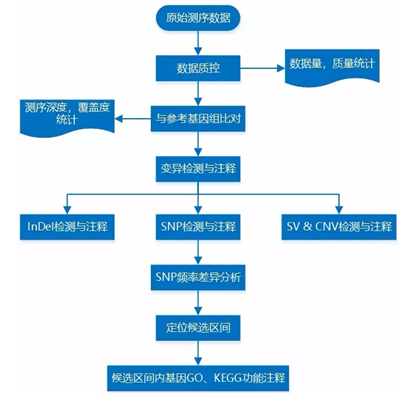 原始测序数据
数据质控
数据量，质量统计
测序深度，覆盖度
统计
与参考基因组比对
变异检测与注释
InDel检测与注释
SNP检测与注释
SV & CNV检测与注释
SNP频率差异分析
定位候选区间
候选区间内基因GO、KEGG功能注释